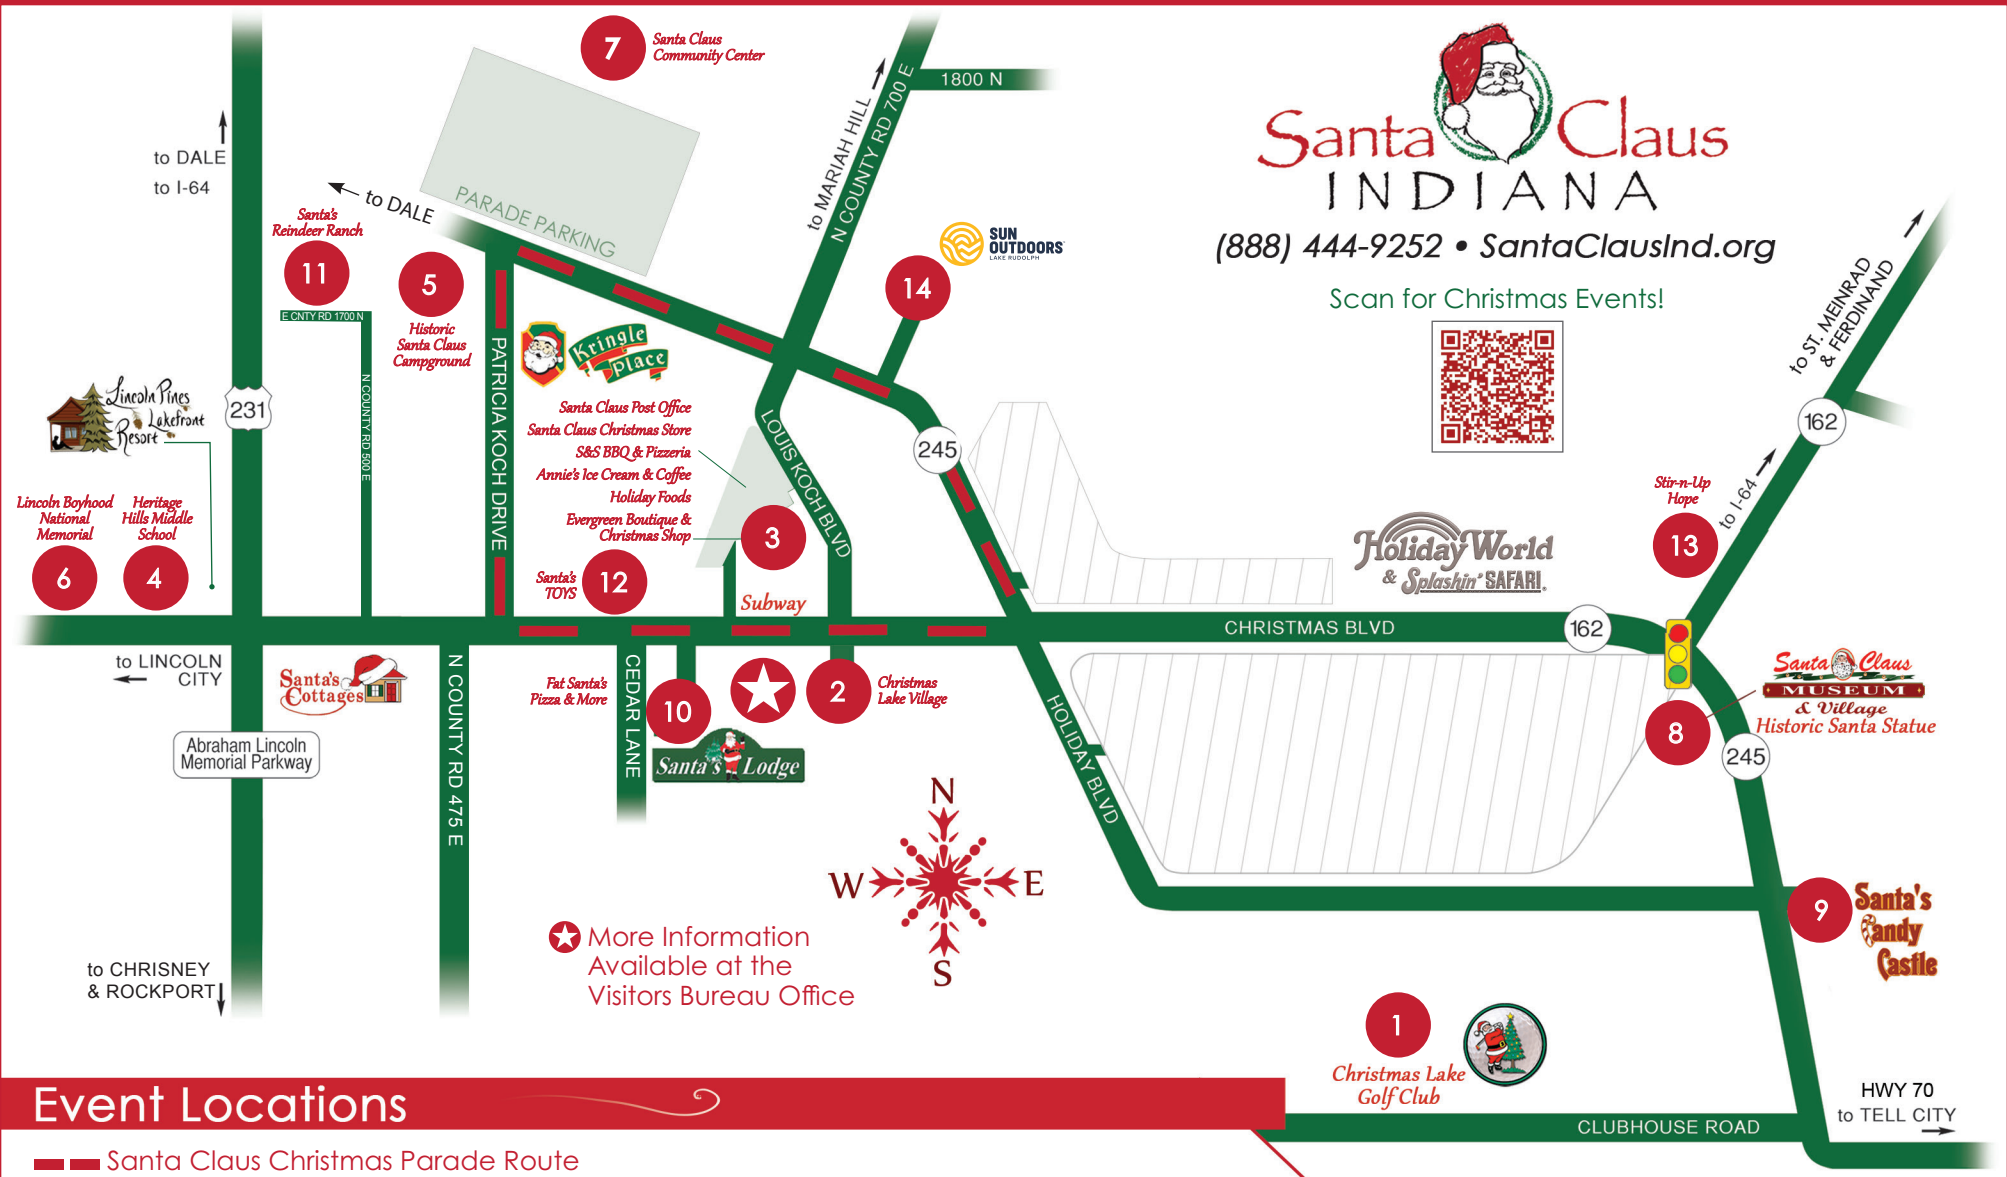 7
Santa Claus
Community Center
1800 N
N COUNTY RD 700 E
to MARIAH HILL
Santa Claus
INDIANA
(888) 444-9252 • SantaClausInd.org
Scan for Christmas Events!
to DALE
to I-64
to DALE
PARADE PARKING
Santa's
Reindeer Ranch
11
5
Historic
Santa Claus
Campground
E CNTY RD 1700 N
N COUNTY RD 500 E
PATRICIA KOCH DRIVE
Kringle
Place
SUN
OUTDOORS
LAKE RUDOLPH
14
to ST. MEINRAD
& FERDINAND
162
to I-64
Lincoln Pines
Lakefront
Resort
231
Santa Claus Post Office
Santa Claus Christmas Store
S&S BBQ & Pizzeria
Annie's Ice Cream & Coffee
Holiday Foods
Evergreen Boutique &
Christmas Shop
3
LOUIS KOCH BLVD
245
Holiday World
& Splashin' SAFARI
Stir-n-Up
Hope
13
Lincoln Boyhood
National
Memorial
6
Heritage
Hills Middle
School
4
Santa's
TOYS
12
Subway
CHRISTMAS BLVD
162
to LINCOLN
CITY
Santa's
Cottages
Abraham Lincoln
Memorial Parkway
N COUNTY RD 475 E
Fat Santa's
Pizza & More
CEDAR LANE
10
Santa's Lodge
2
Christmas
Lake Village
HOLIDAY BLVD
Santa Claus
MUSEUM
& Village
Historic Santa Statue
8
245
N
W
E
S
More Information
Available at the
Visitors Bureau Office
to CHRISNEY
& ROCKPORT
9
Santa's
Candy
Castle
1
Christmas Lake
Golf Club
HWY 70
to TELL CITY
CLUBHOUSE ROAD
Event Locations
Santa Claus Christmas Parade Route